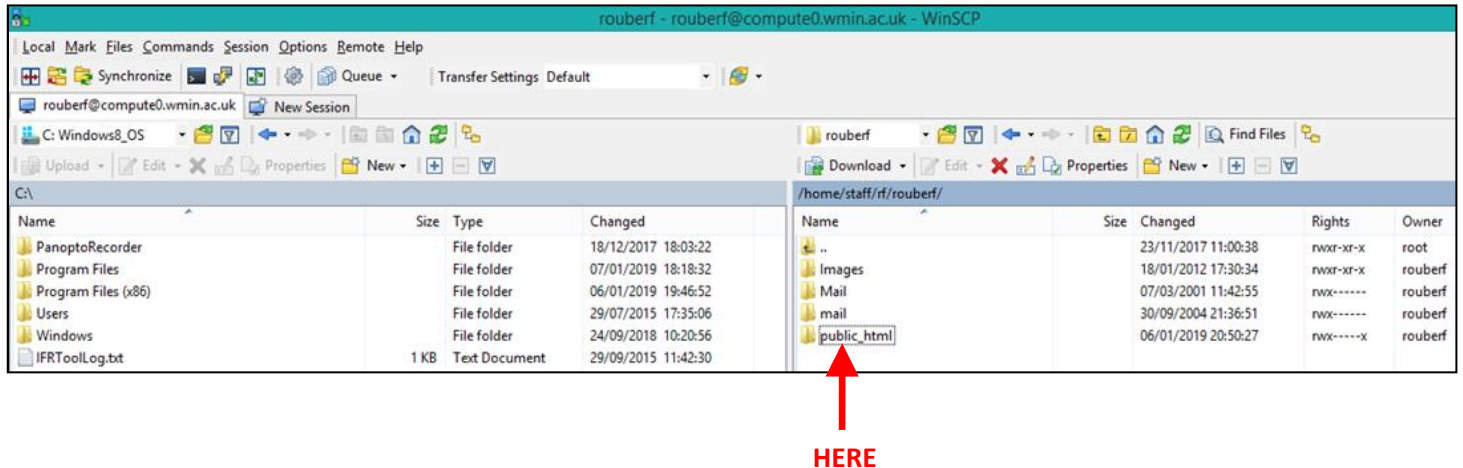 rouberf - rouberf@compute0.wmin.ac.uk - WinSCP
Local Mark Files Commands Session Options Remote Help
Synchronize Queue Transfer Settings Default
rouberf@compute0.wmin.ac.uk New Session
C: Windows8_OS rouberf Find Files
Upload Edit Properties New Download Edit Properties New
C:\ /home/staff/rf/rouberf/
Name Size Type Changed Name Size Changed Rights Owner
PanoptoRecorder File folder 18/12/2017 18:03:22 .. 23/11/2017 11:00:38 rwxr-xr-x root
Program Files File folder 07/01/2019 18:18:32 Images 18/01/2012 17:30:34 rwxr-xr-x rouberf
Program Files (x86) File folder 06/01/2019 19:46:52 Mail 07/03/2001 11:42:55 rwx------ rouberf
Users File folder 29/07/2015 17:35:06 mail 30/09/2004 21:36:51 rwx------ rouberf
Windows File folder 24/09/2018 10:20:56 public_html 06/01/2019 20:50:27 rwx-----x rouberf
IFRToolLog.txt 1 KB Text Document 29/09/2015 11:42:30
HERE